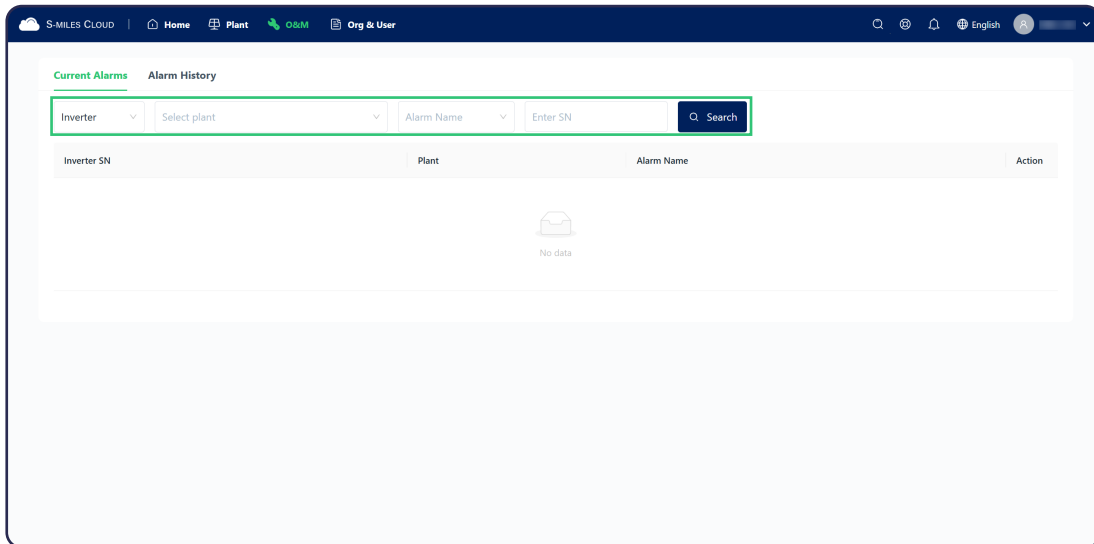 S-MILES CLOUD | Home Plant O&M Org & User English A
Current Alarms Alarm History
Inverter Select plant Alarm Name Enter SN Search
Inverter SN Plant Alarm Name Action
No data